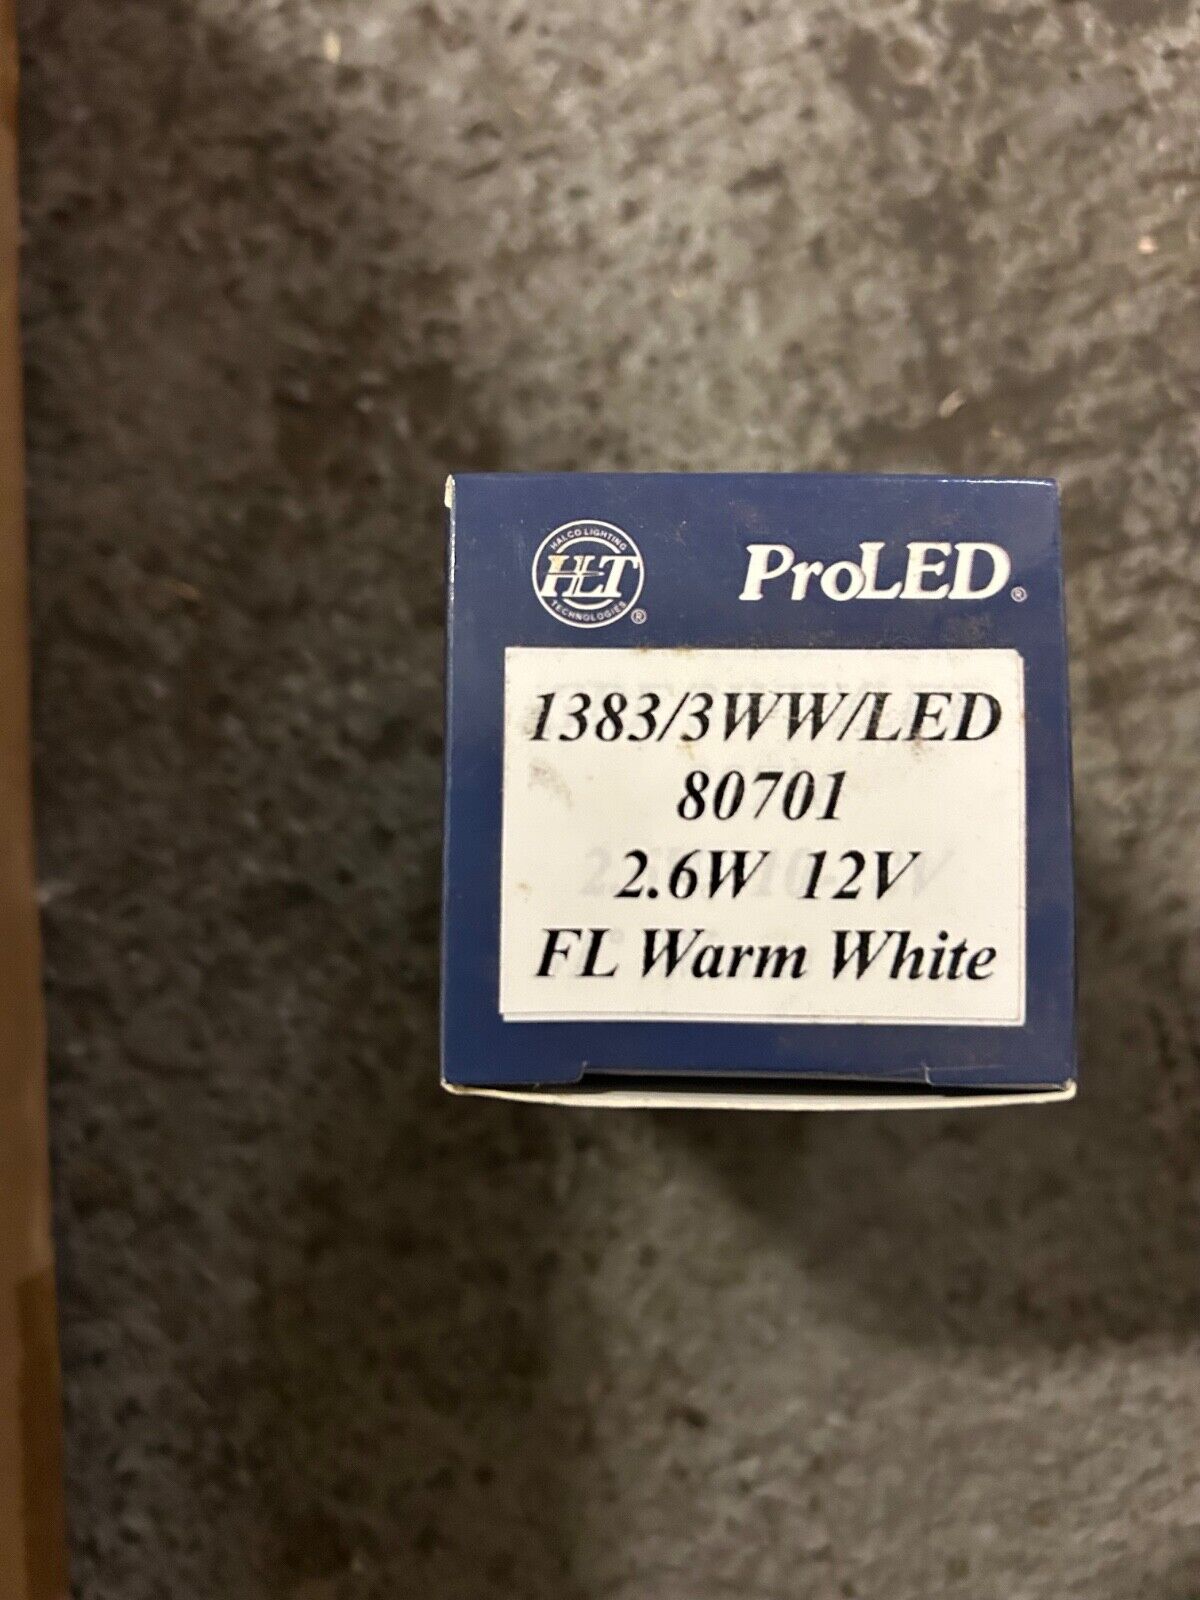 HALCO LIGHTING
HLT
TECHNOLOGIES
®
ProLED®
1383/3WW/LED
80701
2.6W 12V
FL Warm White